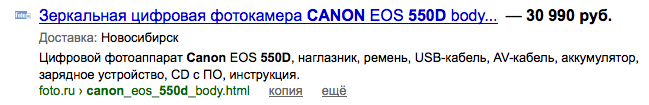 foto Зеркальная цифровая фотокамера CANON EOS 550D body... — 30 990 руб.
Доставка: Новосибирск
Цифровой фотоаппарат Canon EOS 550D, наглазник, ремень, USB-кабель, AV-кабель, аккумулятор,
зарядное устройство, CD с ПО, инструкция.
foto.ru › canon_eos_550d_body.html копия ещё